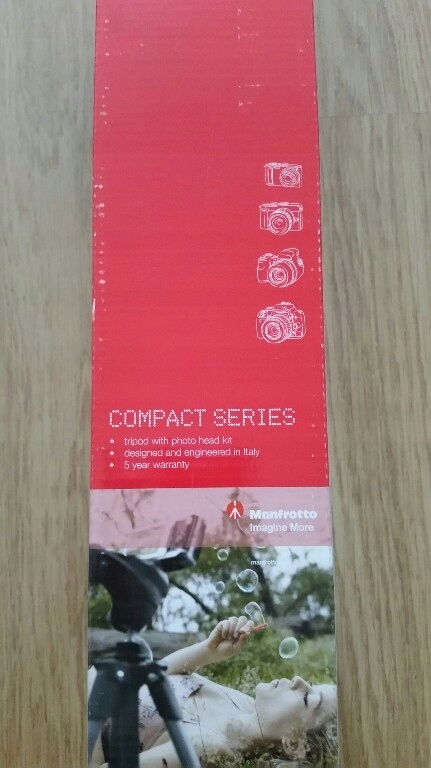 COMPACT SERIES
• tripod with photo head kit
• designed and engineered in Italy
• 5 year warranty
Manfrotto
Imagine More